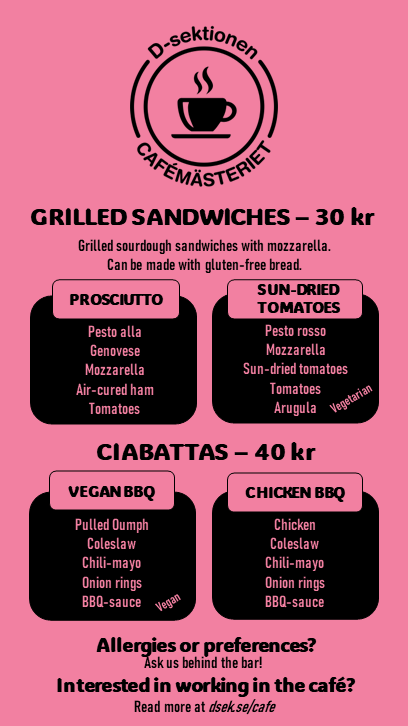 D-sektionen
CAFÉMÄSTERIET
GRILLED SANDWICHES – 30 kr
Grilled sourdough sandwiches with mozzarella.
Can be made with gluten-free bread.
PROSCIUTTO
Pesto alla
Genovese
Mozzarella
Air-cured ham
Tomatoes
SUN-DRIED
TOMATOES
Pesto rosso
Mozzarella
Sun-dried tomatoes
Tomatoes
Arugula
Vegetarian
CIABATTAS – 40 kr
VEGAN BBQ
Pulled Oumph
Coleslaw
Chili-mayo
Onion rings
BBQ-sauce
Vegan
CHICKEN BBQ
Chicken
Coleslaw
Chili-mayo
Onion rings
BBQ-sauce
Allergies or preferences?
Ask us behind the bar!
Interested in working in the café?
Read more at dsek.se/cafe